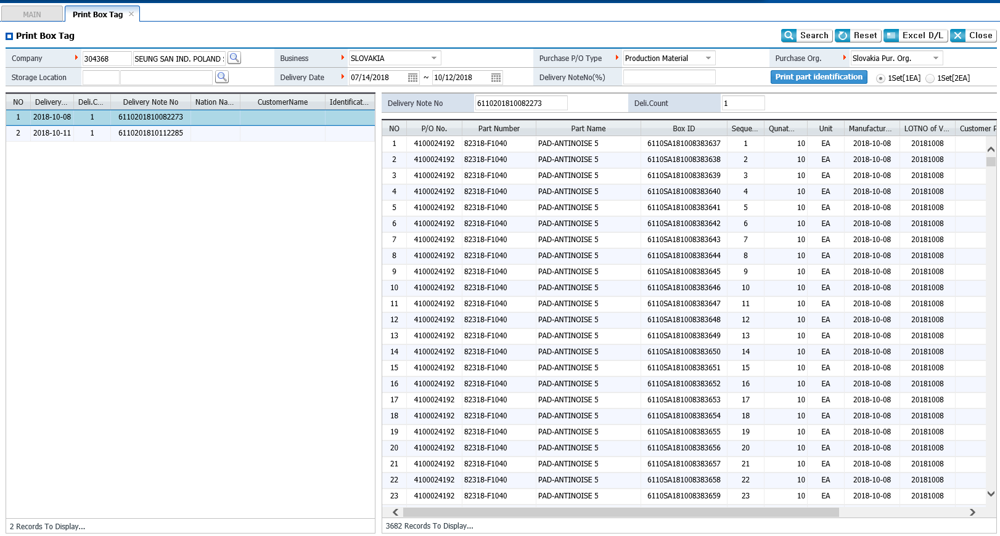 MAIN
Print Box Tag
Print Box Tag
Search Reset Excel D/L Close
Company 304368 SEUNG SAN IND. POLAND Business SLOVAKIA Purchase P/O Type Production Material Purchase Org. Slovakia Pur. Org.
Storage Location Delivery Date 07/14/2018 ~ 10/12/2018 Delivery NoteNo(%) Print part identification 1Set[1EA] 1Set[2EA]
NO Delivery... Deli.C... Delivery Note No Nation Na... CustomerName Identificat...
1 2018-10-08 1 6110201810082273
2 2018-10-11 1 6110201810112285
2 Records To Display...
Delivery Note No 6110201810082273 Deli.Count 1
NO P/O No. Part Number Part Name Box ID Seque... Qunat... Unit Manufactur... LOTNO of V... Customer P
1 4100024192 82318-F1040 PAD-ANTINOISE 5 6110SA181008383637 1 10 EA 2018-10-08 20181008
2 4100024192 82318-F1040 PAD-ANTINOISE 5 6110SA181008383638 2 10 EA 2018-10-08 20181008
3 4100024192 82318-F1040 PAD-ANTINOISE 5 6110SA181008383639 3 10 EA 2018-10-08 20181008
4 4100024192 82318-F1040 PAD-ANTINOISE 5 6110SA181008383640 4 10 EA 2018-10-08 20181008
5 4100024192 82318-F1040 PAD-ANTINOISE 5 6110SA181008383641 5 10 EA 2018-10-08 20181008
6 4100024192 82318-F1040 PAD-ANTINOISE 5 6110SA181008383642 6 10 EA 2018-10-08 20181008
7 4100024192 82318-F1040 PAD-ANTINOISE 5 6110SA181008383643 7 10 EA 2018-10-08 20181008
8 4100024192 82318-F1040 PAD-ANTINOISE 5 6110SA181008383644 8 10 EA 2018-10-08 20181008
9 4100024192 82318-F1040 PAD-ANTINOISE 5 6110SA181008383645 9 10 EA 2018-10-08 20181008
10 4100024192 82318-F1040 PAD-ANTINOISE 5 6110SA181008383646 10 10 EA 2018-10-08 20181008
11 4100024192 82318-F1040 PAD-ANTINOISE 5 6110SA181008383647 11 10 EA 2018-10-08 20181008
12 4100024192 82318-F1040 PAD-ANTINOISE 5 6110SA181008383648 12 10 EA 2018-10-08 20181008
13 4100024192 82318-F1040 PAD-ANTINOISE 5 6110SA181008383649 13 10 EA 2018-10-08 20181008
14 4100024192 82318-F1040 PAD-ANTINOISE 5 6110SA181008383650 14 10 EA 2018-10-08 20181008
15 4100024192 82318-F1040 PAD-ANTINOISE 5 6110SA181008383651 15 10 EA 2018-10-08 20181008
16 4100024192 82318-F1040 PAD-ANTINOISE 5 6110SA181008383652 16 10 EA 2018-10-08 20181008
17 4100024192 82318-F1040 PAD-ANTINOISE 5 6110SA181008383653 17 10 EA 2018-10-08 20181008
18 4100024192 82318-F1040 PAD-ANTINOISE 5 6110SA181008383654 18 10 EA 2018-10-08 20181008
19 4100024192 82318-F1040 PAD-ANTINOISE 5 6110SA181008383655 19 10 EA 2018-10-08 20181008
20 4100024192 82318-F1040 PAD-ANTINOISE 5 6110SA181008383656 20 10 EA 2018-10-08 20181008
21 4100024192 82318-F1040 PAD-ANTINOISE 5 6110SA181008383657 21 10 EA 2018-10-08 20181008
22 4100024192 82318-F1040 PAD-ANTINOISE 5 6110SA181008383658 22 10 EA 2018-10-08 20181008
23 4100024192 82318-F1040 PAD-ANTINOISE 5 6110SA181008383659 23 10 EA 2018-10-08 20181008
3682 Records To Display...